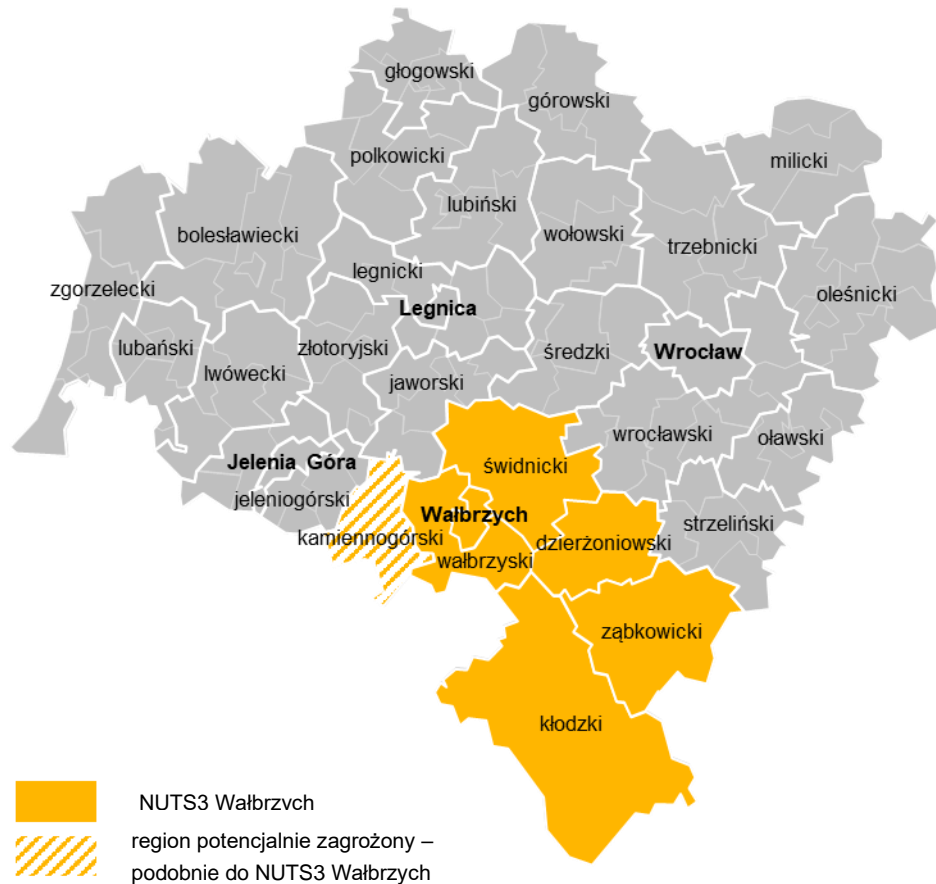 głogowski
górowski
polkowicki
milicki
lubiński
bolesławiecki
wołowski
trzebnicki
legnicki
zgorzelecki
oleśnicki
Legnica
lubański
złotoryjski
średzki
Wrocław
lwówecki
jaworski
wrocławski
oławski
Jelenia Góra
świdnicki
jeleniogórski
Wałbrzych
strzeliński
kamiennogórski
dzierżoniowski
wałbrzyski
ząbkowicki
kłodzki
NUTS3 Wałbrzych
region potencjalnie zagrożony –
podobnie do NUTS3 Wałbrzych